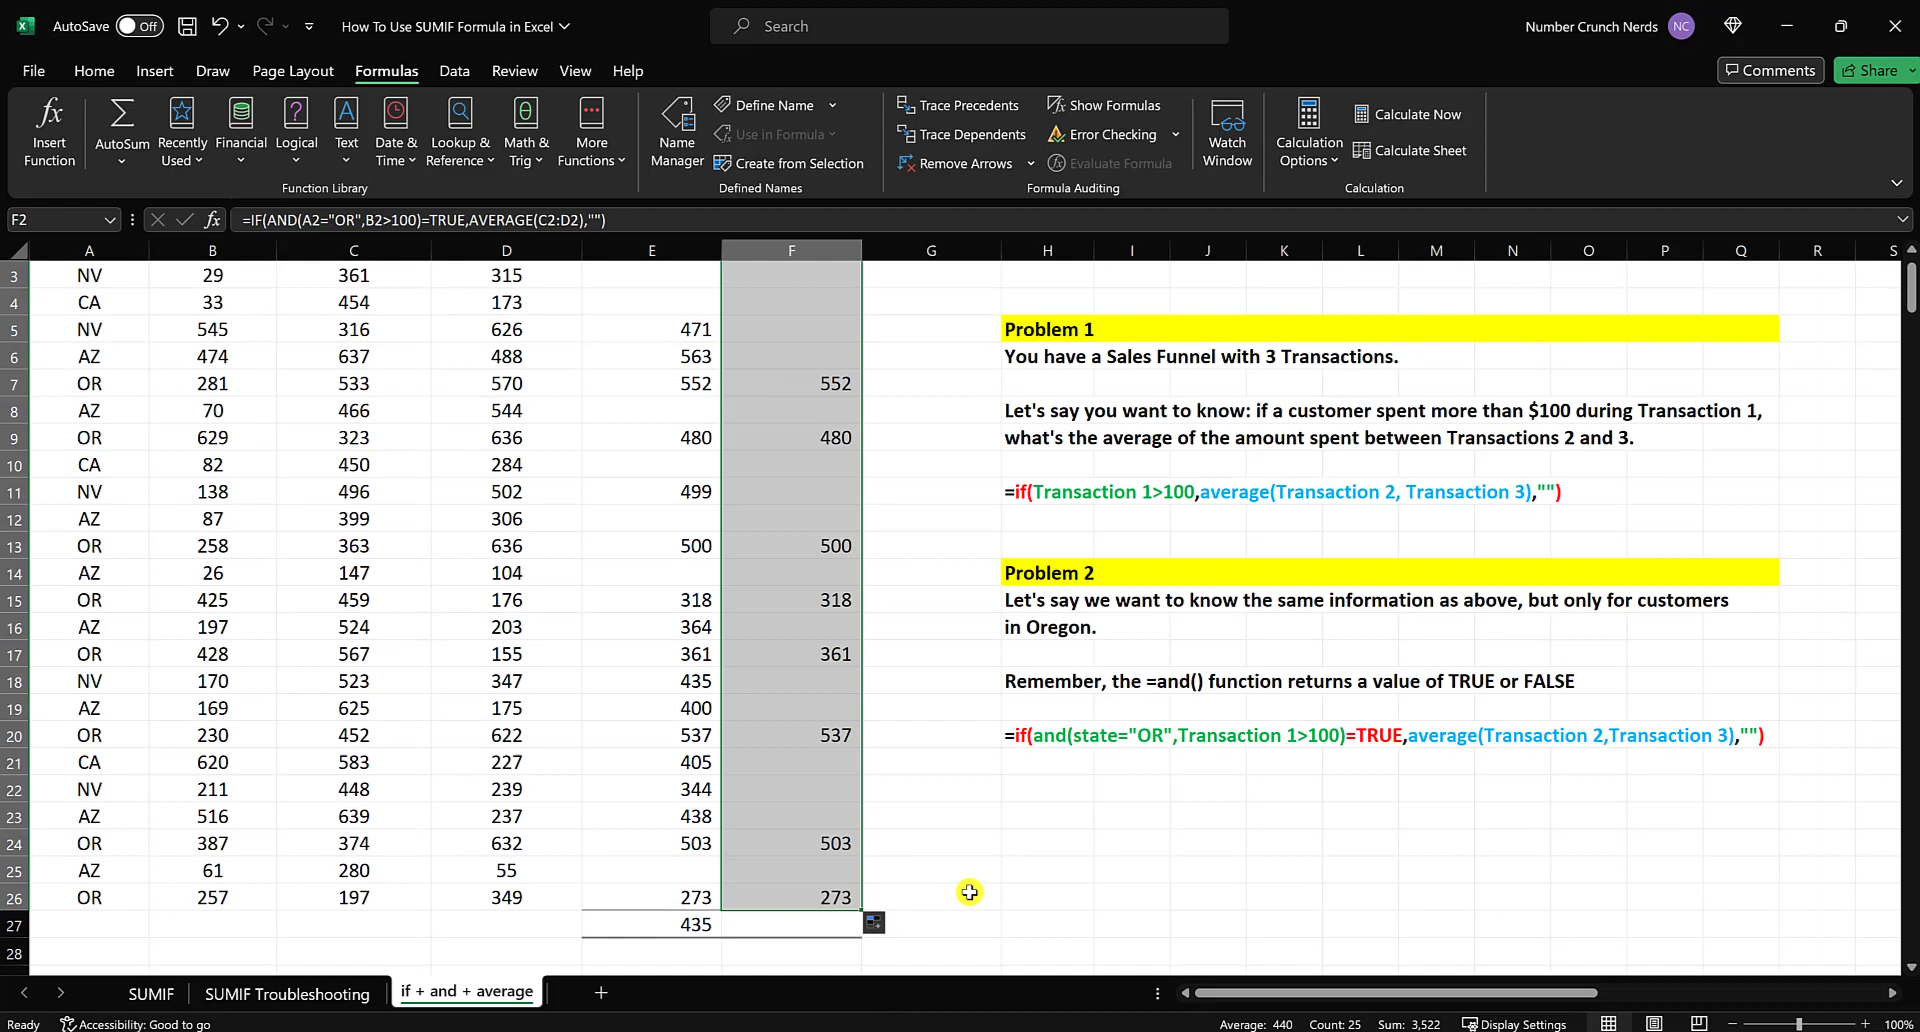 AutoSave Off How To Use SUMIF Formula in Excel Search Number Crunch Nerds NC
File Home Insert Draw Page Layout Formulas Data Review View Help Comments Share
Insert Function
AutoSum
Recently Used
Financial
Logical
Text
Date & Time
Lookup & Reference
Math & Trig
More Functions
Function Library
Name Manager
Define Name
Use in Formula
Create from Selection
Defined Names
Trace Precedents
Trace Dependents
Remove Arrows
Show Formulas
Error Checking
Evaluate Formula
Formula Auditing
Watch Window
Calculation Options
Calculate Now
Calculate Sheet
Calculation
F2 fx =IF(AND(A2="OR",B2>100)=TRUE,AVERAGE(C2:D2),"")
A B C D E F G H I J K L M N O P Q R S
3 NV 29 361 315
4 CA 33 454 173
5 NV 545 316 626 471 Problem 1
6 AZ 474 637 488 563 You have a Sales Funnel with 3 Transactions.
7 OR 281 533 570 552 552
8 AZ 70 466 544 Let's say you want to know: if a customer spent more than $100 during Transaction 1,
9 OR 629 323 636 480 480 what's the average of the amount spent between Transactions 2 and 3.
10 CA 82 450 284
11 NV 138 496 502 499 =if(Transaction 1>100,average(Transaction 2, Transaction 3),"")
12 AZ 87 399 306
13 OR 258 363 636 500 500
14 AZ 26 147 104 Problem 2
15 OR 425 459 176 318 318 Let's say we want to know the same information as above, but only for customers
16 AZ 197 524 203 364 in Oregon.
17 OR 428 567 155 361 361
18 NV 170 523 347 435 Remember, the =and() function returns a value of TRUE or FALSE
19 AZ 169 625 175 400
20 OR 230 452 622 537 537 =if(and(state="OR",Transaction 1>100)=TRUE,average(Transaction 2,Transaction 3),"")
21 CA 620 583 227 405
22 NV 211 448 239 344
23 AZ 516 639 237 438
24 OR 387 374 632 503 503
25 AZ 61 280 55
26 OR 257 197 349 273 273
27 435
28
SUMIF SUMIF Troubleshooting if + and + average
Ready Accessibility: Good to go Average: 440 Count: 25 Sum: 3,522 Display Settings 100%